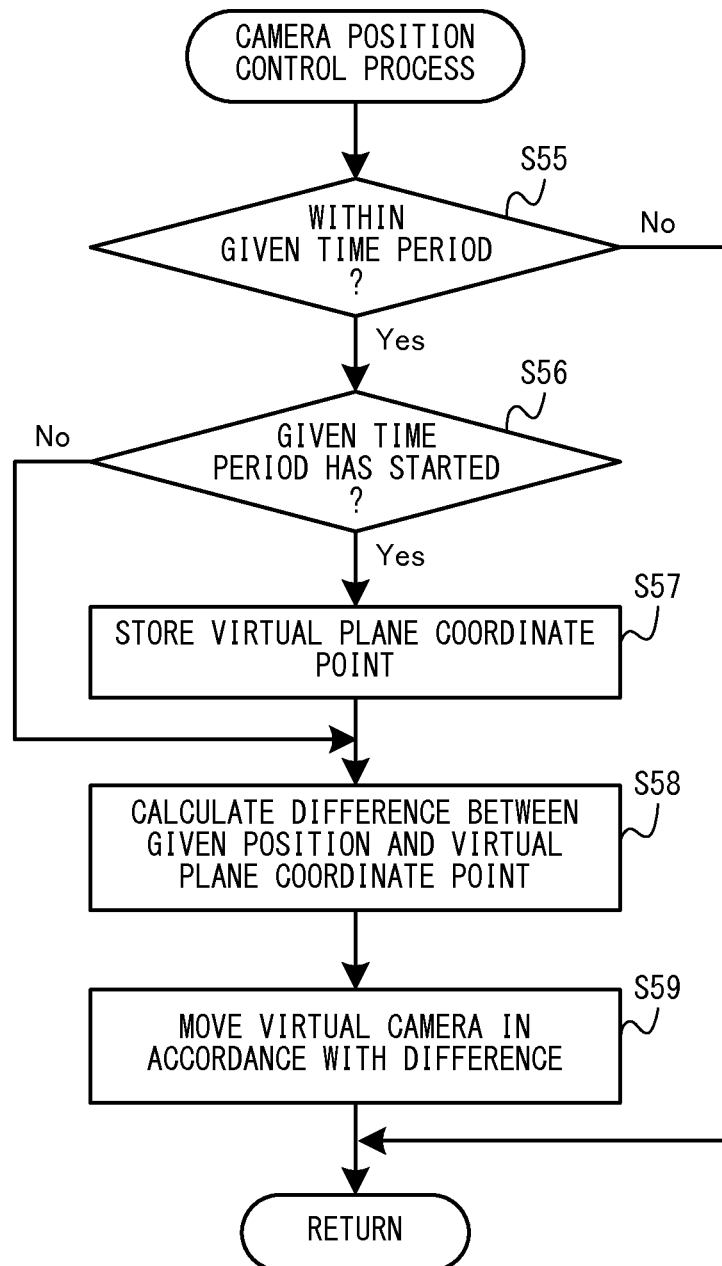 CAMERA POSITION
CONTROL PROCESS
S55
WITHIN
GIVEN TIME PERIOD
?
No
Yes
S56
GIVEN TIME
PERIOD HAS STARTED
?
No
Yes
S57
STORE VIRTUAL PLANE COORDINATE
POINT
S58
CALCULATE DIFFERENCE BETWEEN
GIVEN POSITION AND VIRTUAL
PLANE COORDINATE POINT
S59
MOVE VIRTUAL CAMERA IN
ACCORDANCE WITH DIFFERENCE
RETURN